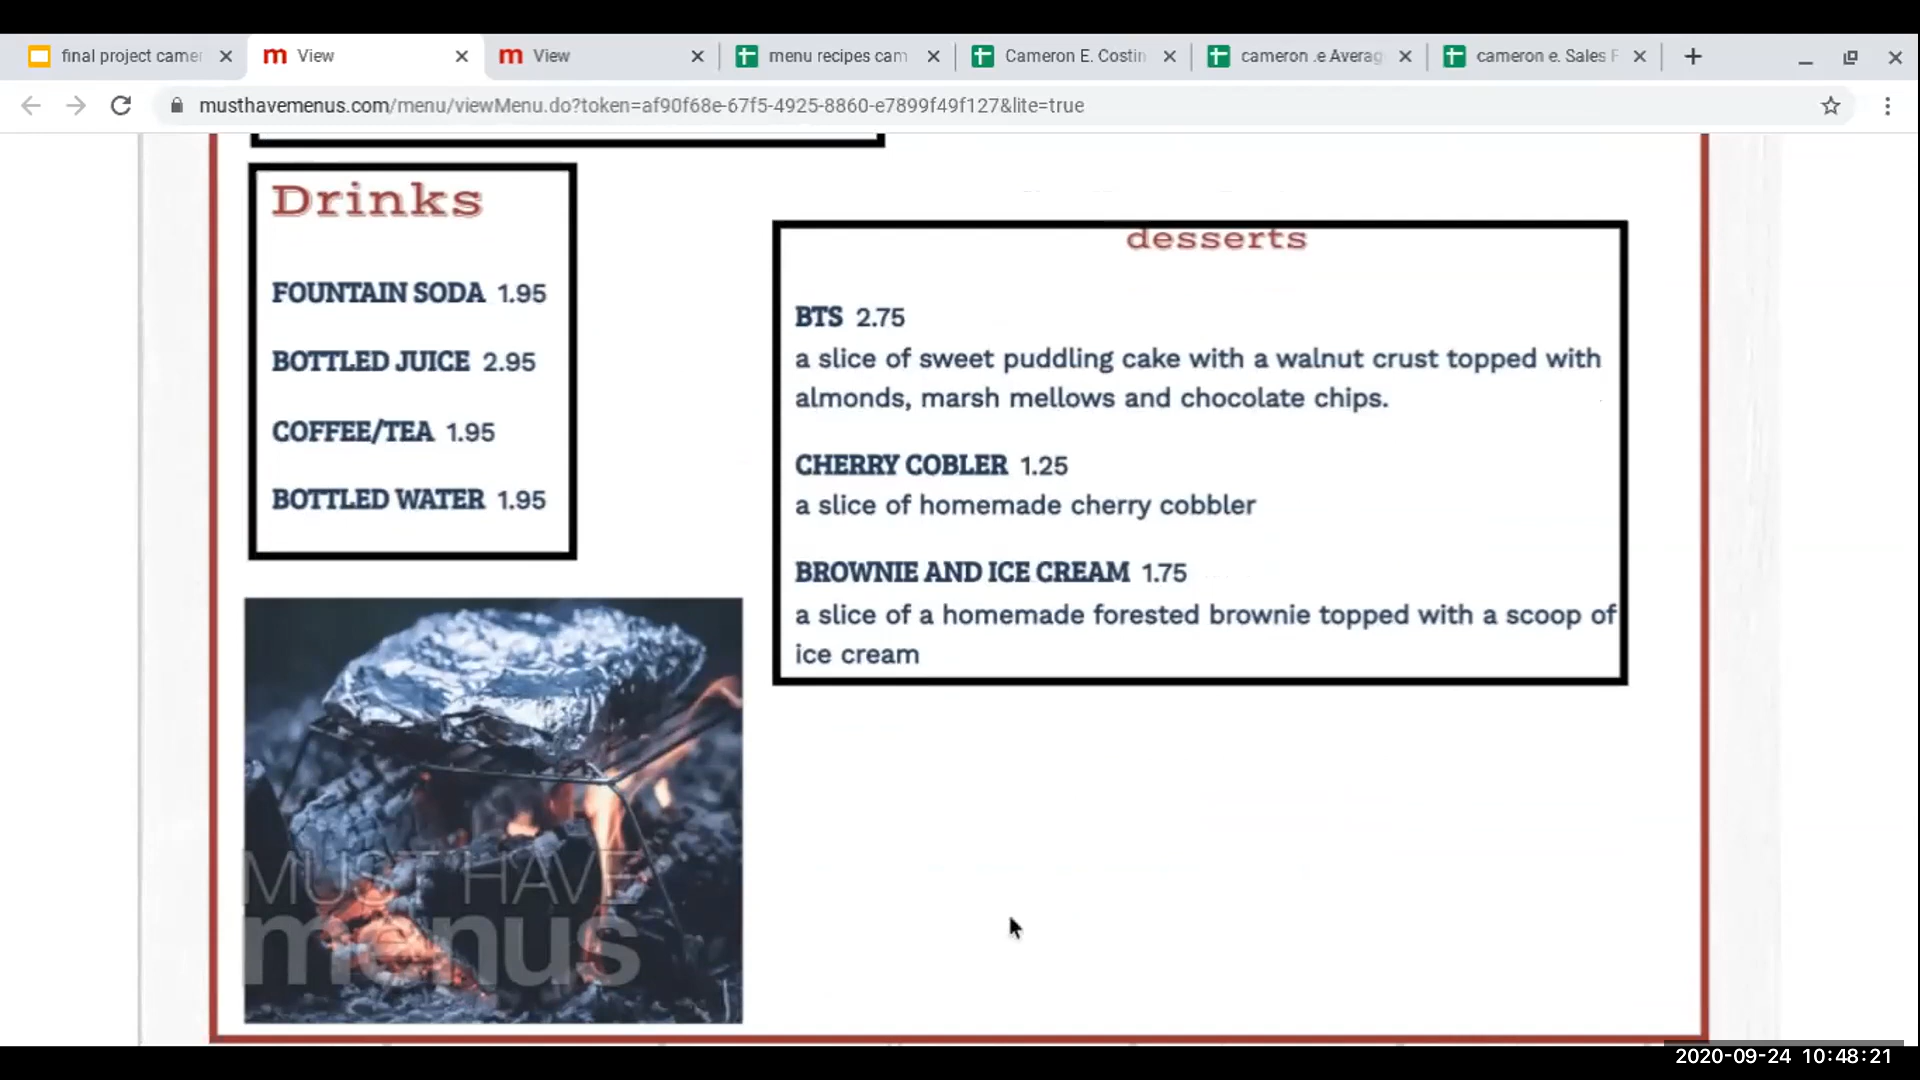 final project camer
View
View
menu recipes cam
Cameron E. Costin
cameron .e Averag
cameron e. Sales F
musthavemenus.com/menu/viewMenu.do?token=af90f68e-67f5-4925-8860-e7899f49f127&lite=true
Drinks
FOUNTAIN SODA 1.95
BOTTLED JUICE 2.95
COFFEE/TEA 1.95
BOTTLED WATER 1.95
desserts
BTS 2.75
a slice of sweet puddling cake with a walnut crust topped with
almonds, marsh mellows and chocolate chips.
CHERRY COBLER 1.25
a slice of homemade cherry cobbler
BROWNIE AND ICE CREAM 1.75
a slice of a homemade forested brownie topped with a scoop of
ice cream
MUST HAVE
menus
2020-09-24 10:48:21